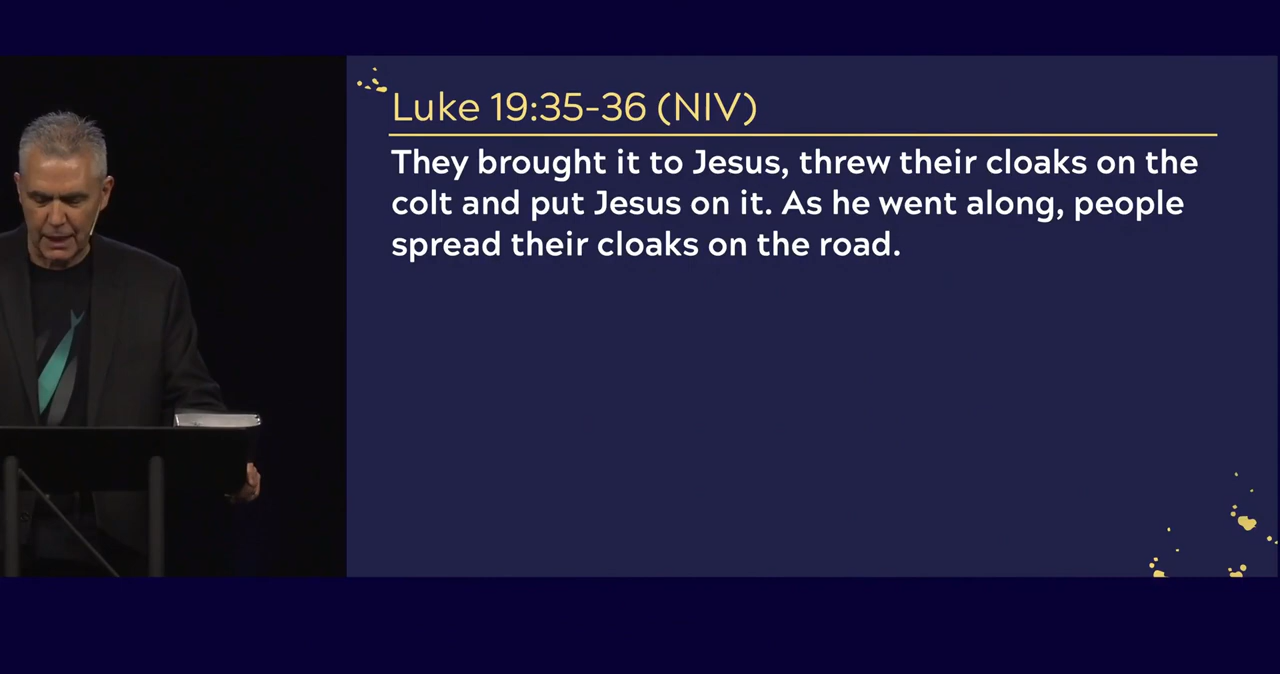 Luke 19:35-36 (NIV)
They brought it to Jesus, threw their cloaks on the
colt and put Jesus on it. As he went along, people
spread their cloaks on the road.